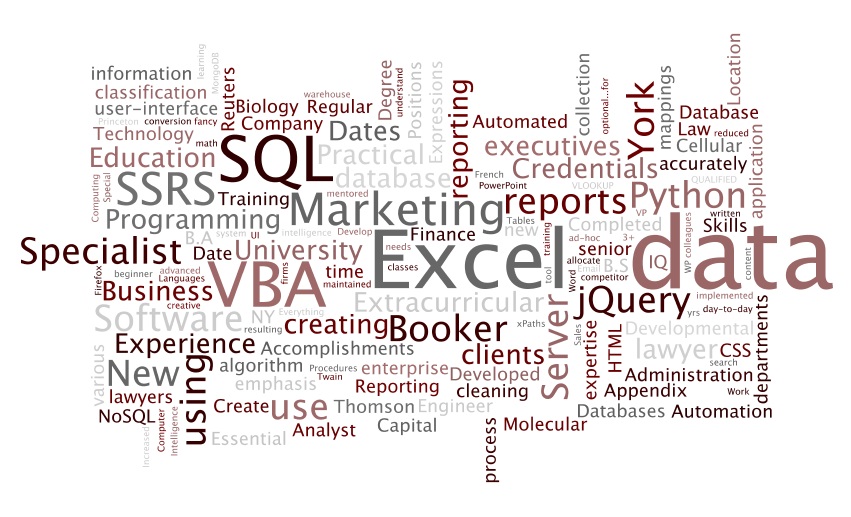 learning
MongoDB
information
classification
user-interface
Princeton conversion fancy
Technology
math
Education
Reuters
Biology Regular
Company
warehouse
Dates
Degree
understand
Positions
Expressions
reporting
Automated
collection
optional...for
York
mappings
Location
Database
Law reduced
Cellular
accurately
executives
Credentials
SQL
Practical
database
French
PowerPoint
VLOOKUP
QUALIFIED
application
Computing
Special
SSRS
Training
mentored
Programming
Marketing
reports
Python
VP
written
Skills
Tables
new
Completed
training
colleagues
WP
Specialist
B.A
system
UI
intelligence
Develop
Finance
Date
University
needs
classes
Excel
ad-hoc
3+
senior
allocate
Email
B.S
IQ
data
content
tool
Word
competitor
Firefox
beginner
advanced
Languages
Business
creative
VBA
firms
time
maintained
Extracurricular
jQuery
implemented
yrs
day-to-day
Software
NY
Everything
resulting
creating
Booker
xPaths
Server
Sales
expertise
HTML
Developmental
departments
Experience
Accomplishments
clients
lawyer
CSS
search
various
New
using
algorithm
Procedures
enterprise
Developed
Administration
emphasis
Twain
Reporting
cleaning
Appendix
Work
lawyers
NoSQL
Increased
Computer
Intelligence
Create
use
Thomson
Engineer
Databases
Automation
Essential
Analyst
Capital
process
Molecular